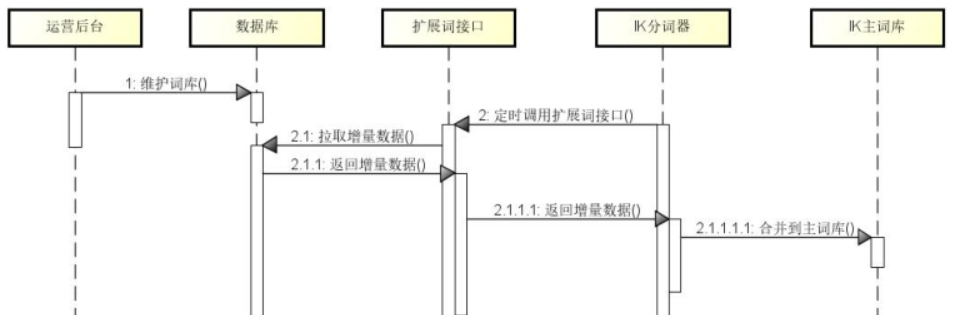 运营后台
数据库
扩展词接口
IK分词器
IK主词库
1: 维护词库()
2: 定时调用扩展词接口()
2.1: 拉取增量数据()
2.1.1: 返回增量数据()
2.1.1.1: 返回增量数据()
2.1.1.1.1: 合并到主词库()